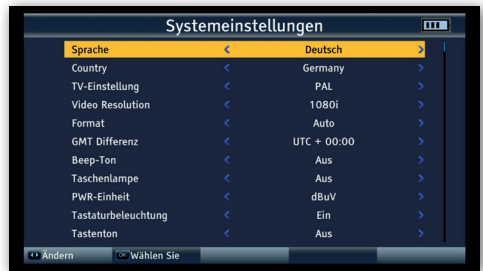 Systemeinstellungen
Sprache Deutsch
Country Germany
TV-Einstellung PAL
Video Resolution 1080i
Format Auto
GMT Differenz UTC + 00:00
Beep-Ton Aus
Taschenlampe Aus
PWR-Einheit dBuV
Tastaturbeleuchtung Ein
Tastenton Aus
Ändern OK Wählen Sie